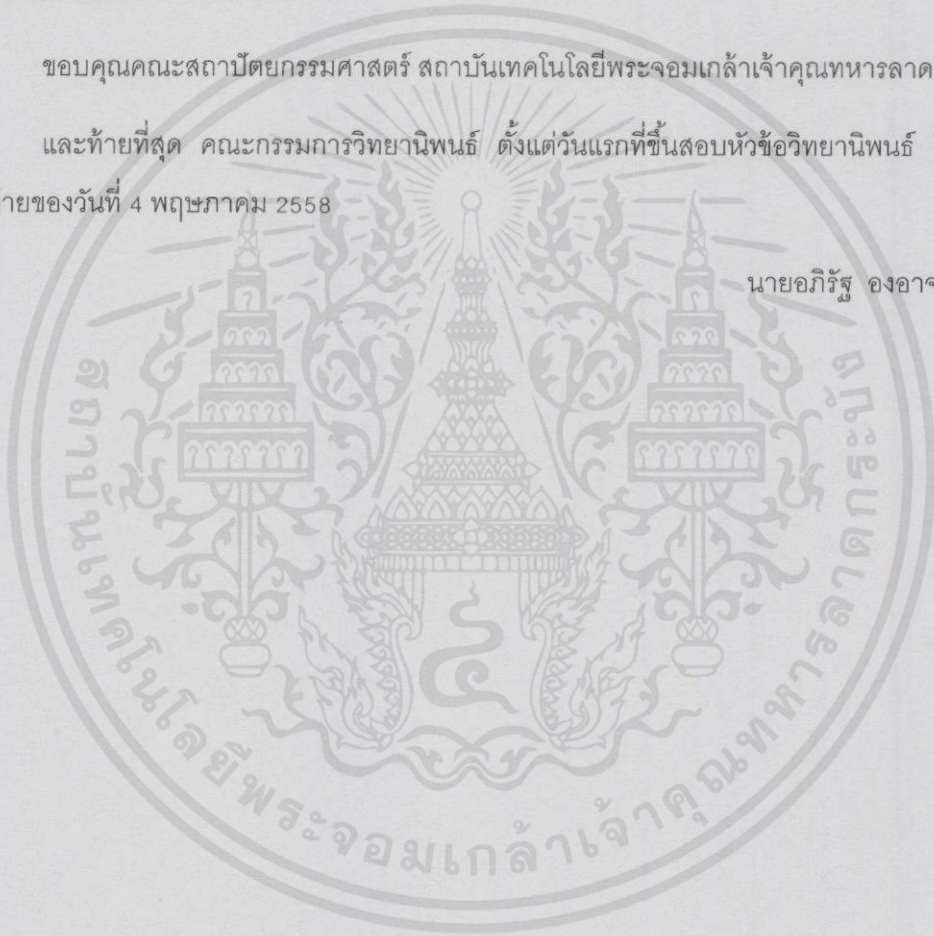 ขอบคุณคณะสถาปัตยกรรมศาสตร์ สถาบันเทคโนโลยีพระจอมเกล้าเจ้าคุณทหารลาด
และท้ายที่สุด คณะกรรมการวิทยานิพนธ์ ตั้งแต่วันแรกที่ขึ้นสอบหัวข้อวิทยานิพนธ์
ายของวันที่ 4 พฤษภาคม 2558
นายอภิรัฐ องอาจ
สถาบันเทคโนโลยีพระจอมเกล้าเจ้าคุณทหารลาดกระบัง
๔